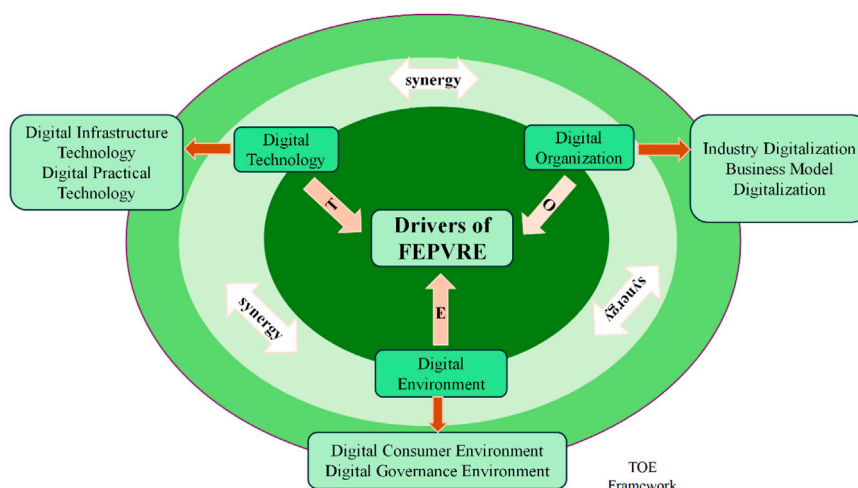 synergy
Digital Infrastructure
Technology
Digital Practical
Technology
Digital
Technology
Digital
Organization
Industry Digitalization
Business Model
Digitalization
T
O
Drivers of
FEPVRE
synergy
synergy
E
Digital
Environment
Digital Consumer Environment
Digital Governance Environment
TOE
Framework